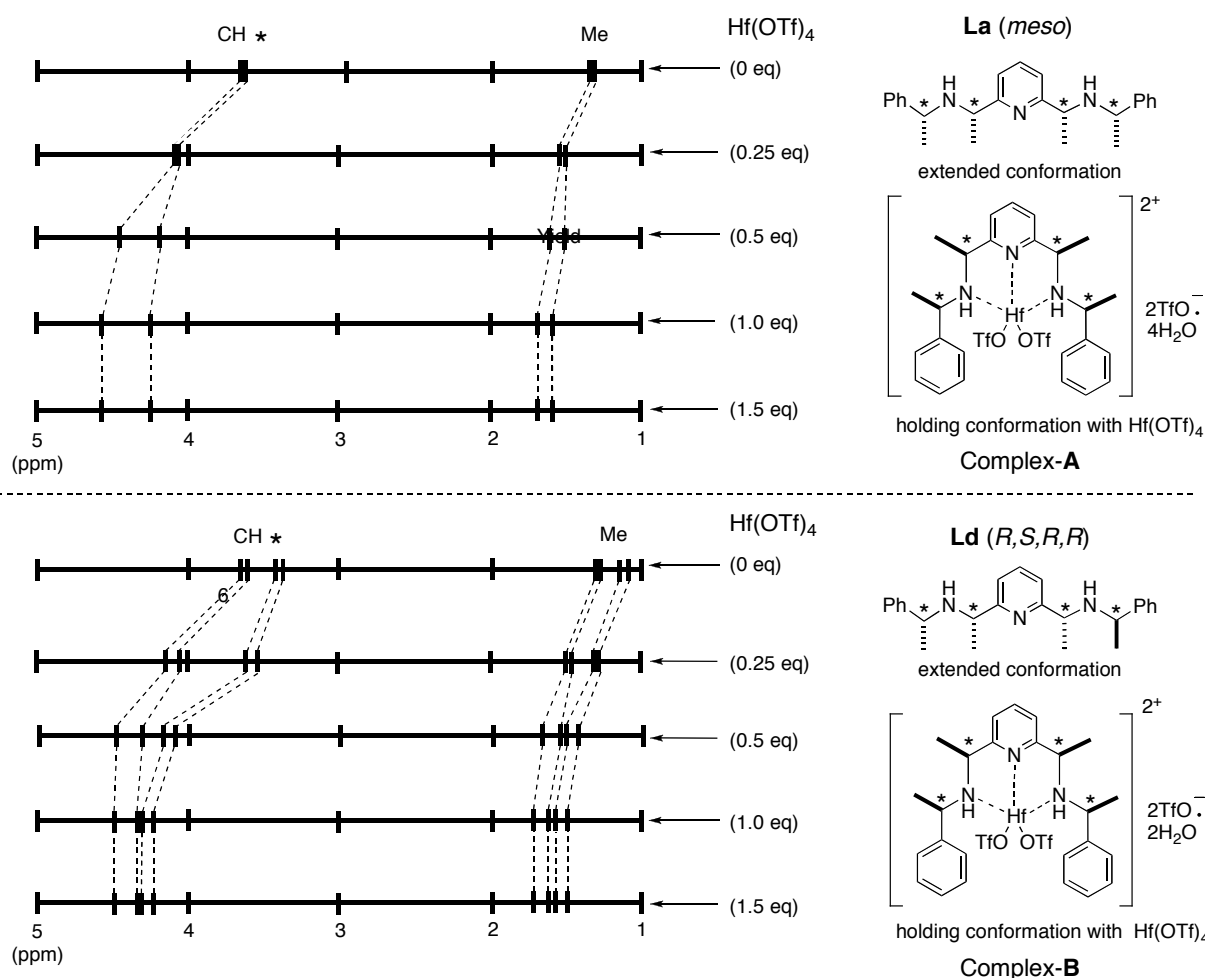 CH * Me Hf(OTf)4 La (meso)
(0 eq)
H H
Ph * N * N * N * Ph
(0.25 eq)
extended conformation
2+
(0.5 eq)
Yield
* *
N
* N N *
H H
Hf
TfO OTf
2TfO−·
4H2O
(1.0 eq)
(1.5 eq)
5 4 3 2 1
(ppm)
holding conformation with Hf(OTf)4
Complex-A
CH * Me Hf(OTf)4 Ld (R,S,R,R)
(0 eq)
6
H H
Ph * N * N * N * Ph
(0.25 eq)
extended conformation
2+
(0.5 eq)
* *
N
* N N *
H H
Hf
TfO OTf
2TfO−·
2H2O
(1.0 eq)
(1.5 eq)
5 4 3 2 1
(ppm)
holding conformation with Hf(OTf)4
Complex-B